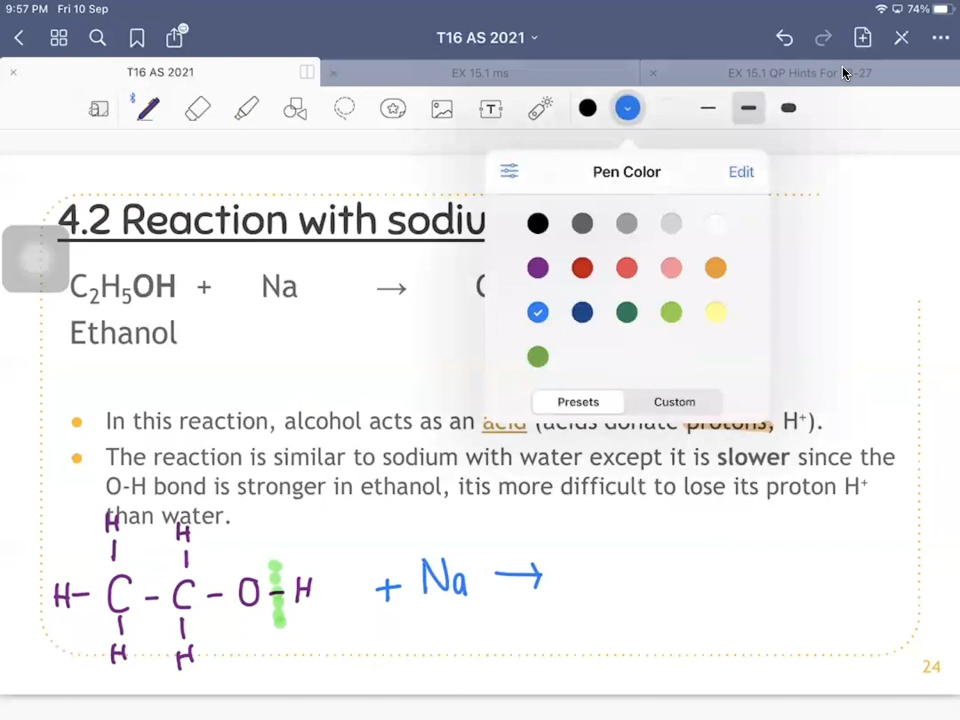 9:57 PM Fri 10 Sep
74%
T16 AS 2021
T16 AS 2021
EX 15.1 ms
EX 15.1 QP Hints For -27
T
Pen Color
Edit
4.2 Reaction with sodiu
C₂H₅OH + Na → C
Ethanol
Presets Custom
• In this reaction, alcohol acts as an acid (acids donate protons, H⁺).
• The reaction is similar to sodium with water except it is slower since the
O-H bond is stronger in ethanol, itis more difficult to lose its proton H⁺
than water.
H H
H - C - C - O - H + Na →
H H
24